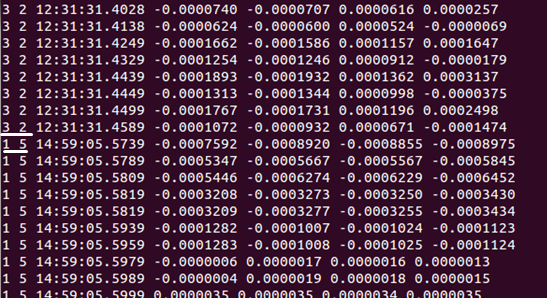 3 2 12:31:31.4028 -0.0000740 -0.0000707 0.0000616 0.0000257
3 2 12:31:31.4138 -0.0000624 -0.0000600 0.0000524 -0.0000069
3 2 12:31:31.4249 -0.0001662 -0.0001586 0.0001157 0.0001647
3 2 12:31:31.4329 -0.0001254 -0.0001246 0.0000912 -0.0000179
3 2 12:31:31.4439 -0.0001893 -0.0001932 0.0001362 0.0003137
3 2 12:31:31.4449 -0.0001313 -0.0001344 0.0000998 -0.0000375
3 2 12:31:31.4499 -0.0001767 -0.0001731 0.0001196 0.0002498
3 2 12:31:31.4589 -0.0001072 -0.0000932 0.0000671 -0.0001474
1 5 14:59:05.5739 -0.0007592 -0.0008920 -0.0008855 -0.0008975
1 5 14:59:05.5789 -0.0005347 -0.0005667 -0.0005567 -0.0005845
1 5 14:59:05.5809 -0.0005446 -0.0006274 -0.0006229 -0.0006452
1 5 14:59:05.5819 -0.0003208 -0.0003273 -0.0003250 -0.0003430
1 5 14:59:05.5819 -0.0003209 -0.0003277 -0.0003255 -0.0003434
1 5 14:59:05.5939 -0.0001282 -0.0001007 -0.0001024 -0.0001123
1 5 14:59:05.5959 -0.0001283 -0.0001008 -0.0001025 -0.0001124
1 5 14:59:05.5979 -0.0000006 0.0000017 0.0000016 0.0000013
1 5 14:59:05.5989 -0.0000004 0.0000019 0.0000018 0.0000015
1 5 14:59:05.5999 0.0000035 0.0000035 0.0000034 0.0000035